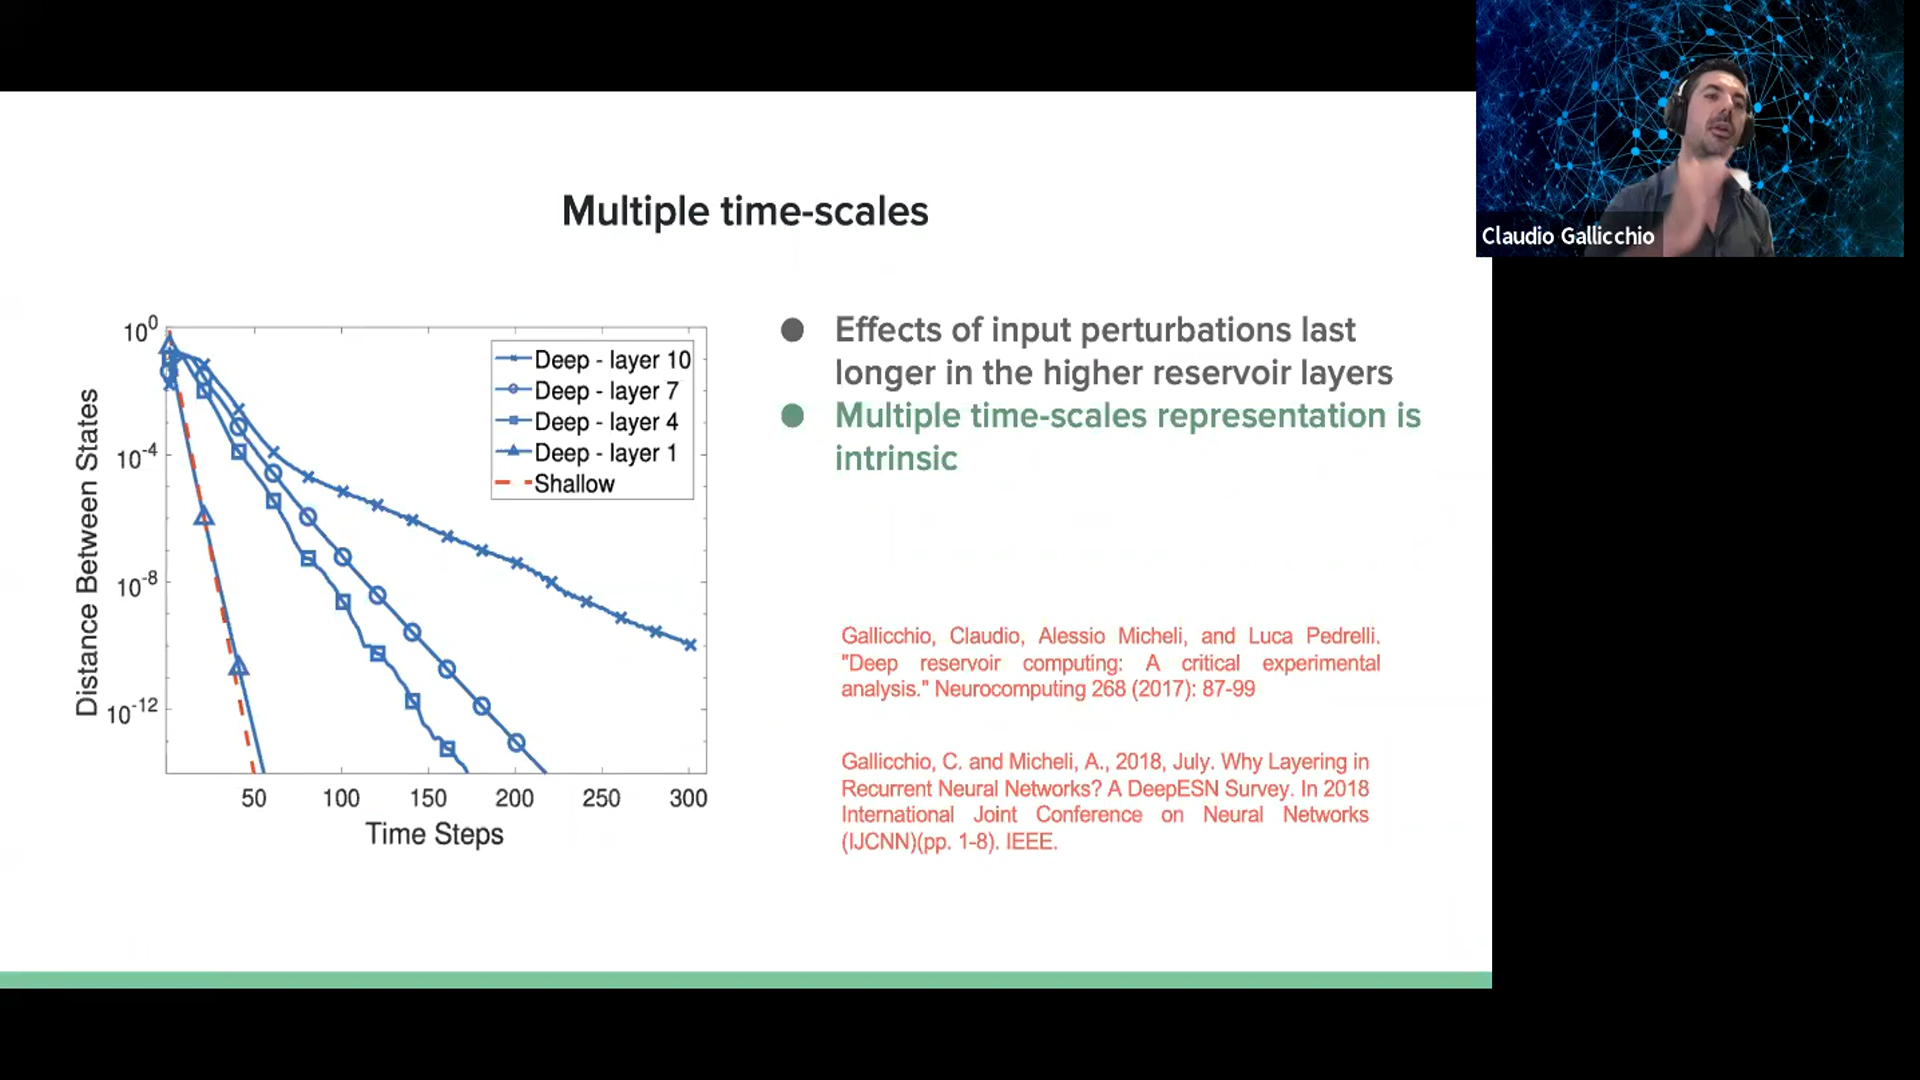 Claudio Gallicchio
Multiple time-scales
10^0
10^-4
10^-8
10^-12
Distance Between States
50 100 150 200 250 300
Time Steps
Deep - layer 10
Deep - layer 7
Deep - layer 4
Deep - layer 1
Shallow
Effects of input perturbations last
longer in the higher reservoir layers
Multiple time-scales representation is
intrinsic
Gallicchio, Claudio, Alessio Micheli, and Luca Pedrelli.
"Deep reservoir computing: A critical experimental
analysis." Neurocomputing 268 (2017): 87-99
Gallicchio, C. and Micheli, A., 2018, July. Why Layering in
Recurrent Neural Networks? A DeepESN Survey. In 2018
International Joint Conference on Neural Networks
(IJCNN)(pp. 1-8). IEEE.